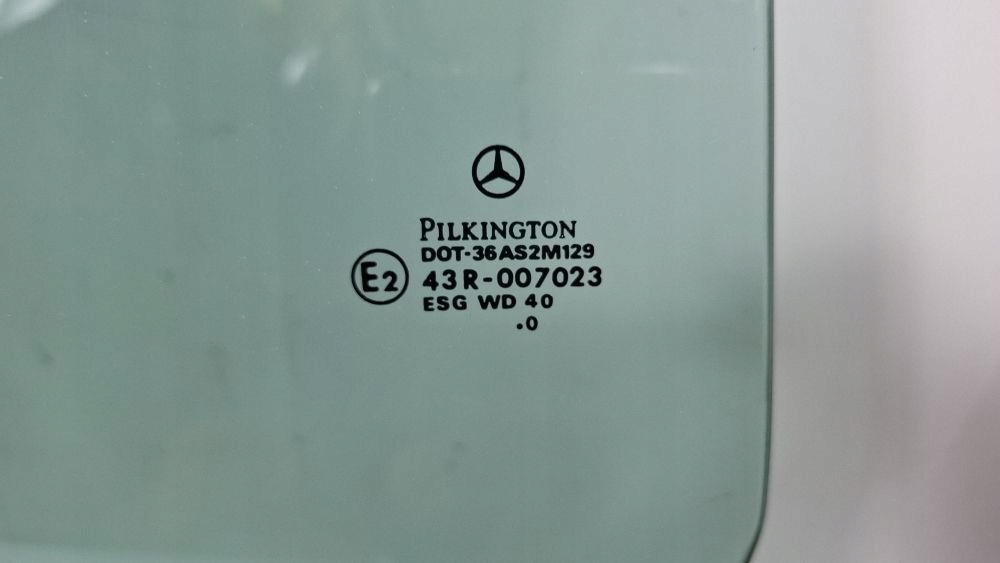 PILKINGTON
DOT-36AS2M129
E2 43R-007023
ESG WD 40
.0